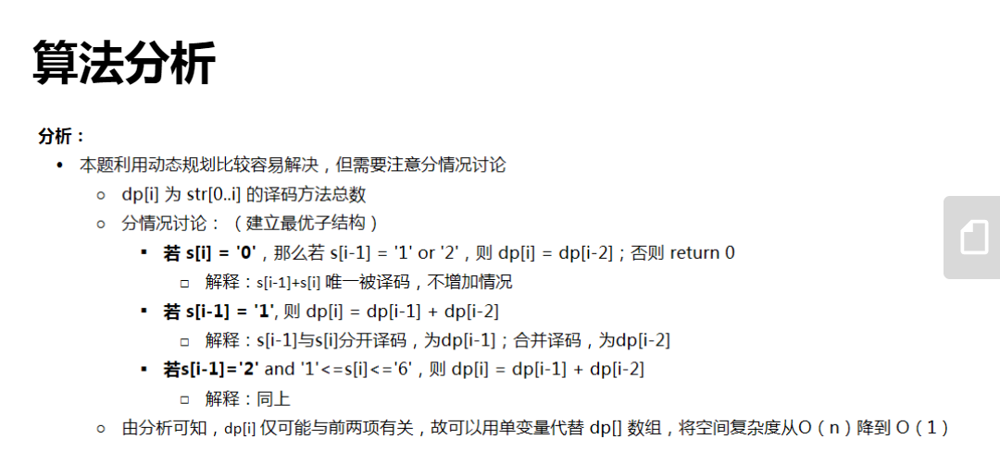 算法分析
分析：
• 本题利用动态规划比较容易解决，但需要注意分情况讨论
○ dp[i] 为 str[0..i] 的译码方法总数
○ 分情况讨论：（建立最优子结构）
▪ 若 s[i] = '0'，那么若 s[i-1] = '1' or '2'，则 dp[i] = dp[i-2]；否则 return 0
□ 解释：s[i-1]+s[i] 唯一被译码，不增加情况
▪ 若 s[i-1] = '1', 则 dp[i] = dp[i-1] + dp[i-2]
□ 解释：s[i-1]与s[i]分开译码，为dp[i-1]；合并译码，为dp[i-2]
▪ 若s[i-1]='2' and '1'<=s[i]<='6'，则 dp[i] = dp[i-1] + dp[i-2]
□ 解释：同上
○ 由分析可知，dp[i] 仅可能与前两项有关，故可以用单变量代替 dp[] 数组，将空间复杂度从O（n）降到 O（1）